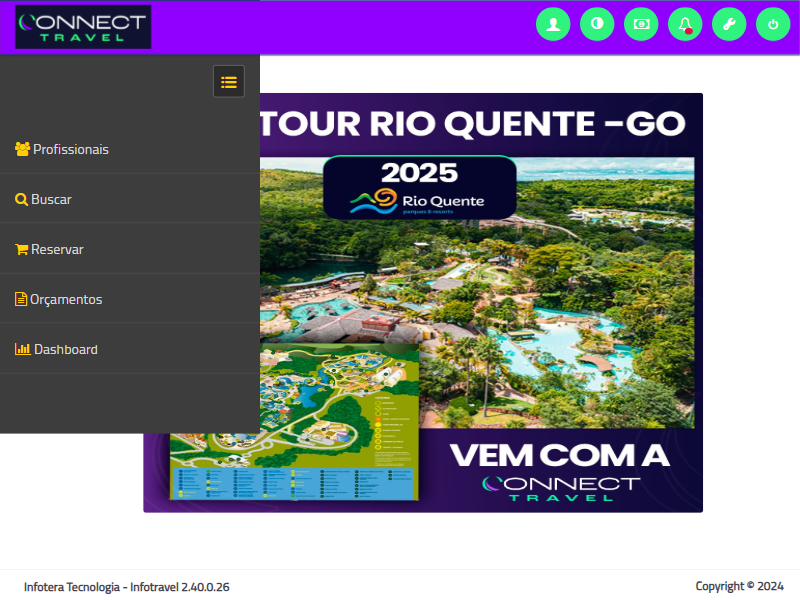 CONNECT
TRAVEL
Profissionais
Buscar
Reservar
Orçamentos
Dashboard
TOUR RIO QUENTE -GO
2025
Rio Quente
parques & resorts
VEM COM A
CONNECT
TRAVEL
Infotera Tecnologia - Infotravel 2.40.0.26
Copyright © 2024